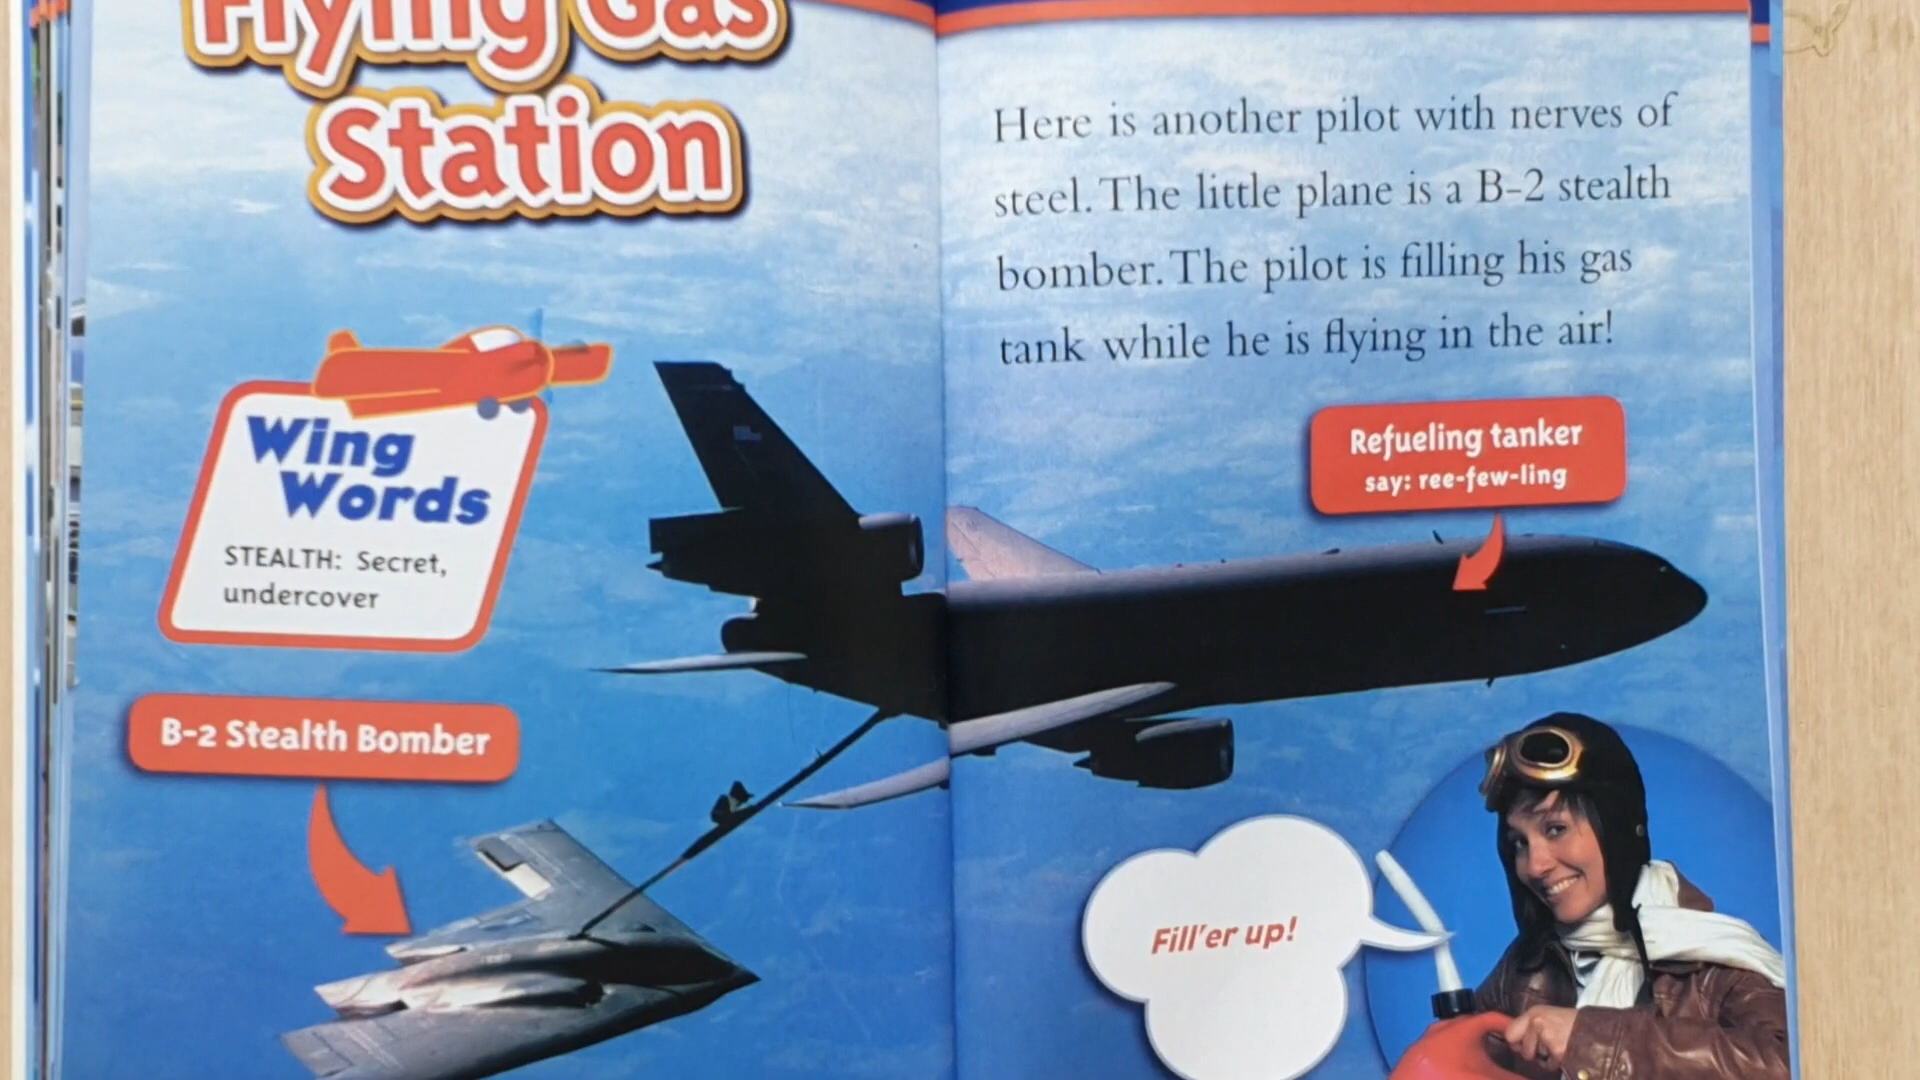 Flying Gas
Station
Here is another pilot with nerves of
steel. The little plane is a B-2 stealth
bomber. The pilot is filling his gas
tank while he is flying in the air!
Wing
Words
STEALTH: Secret,
undercover
Refueling tanker
say: ree-few-ling
B-2 Stealth Bomber
Fill'er up!